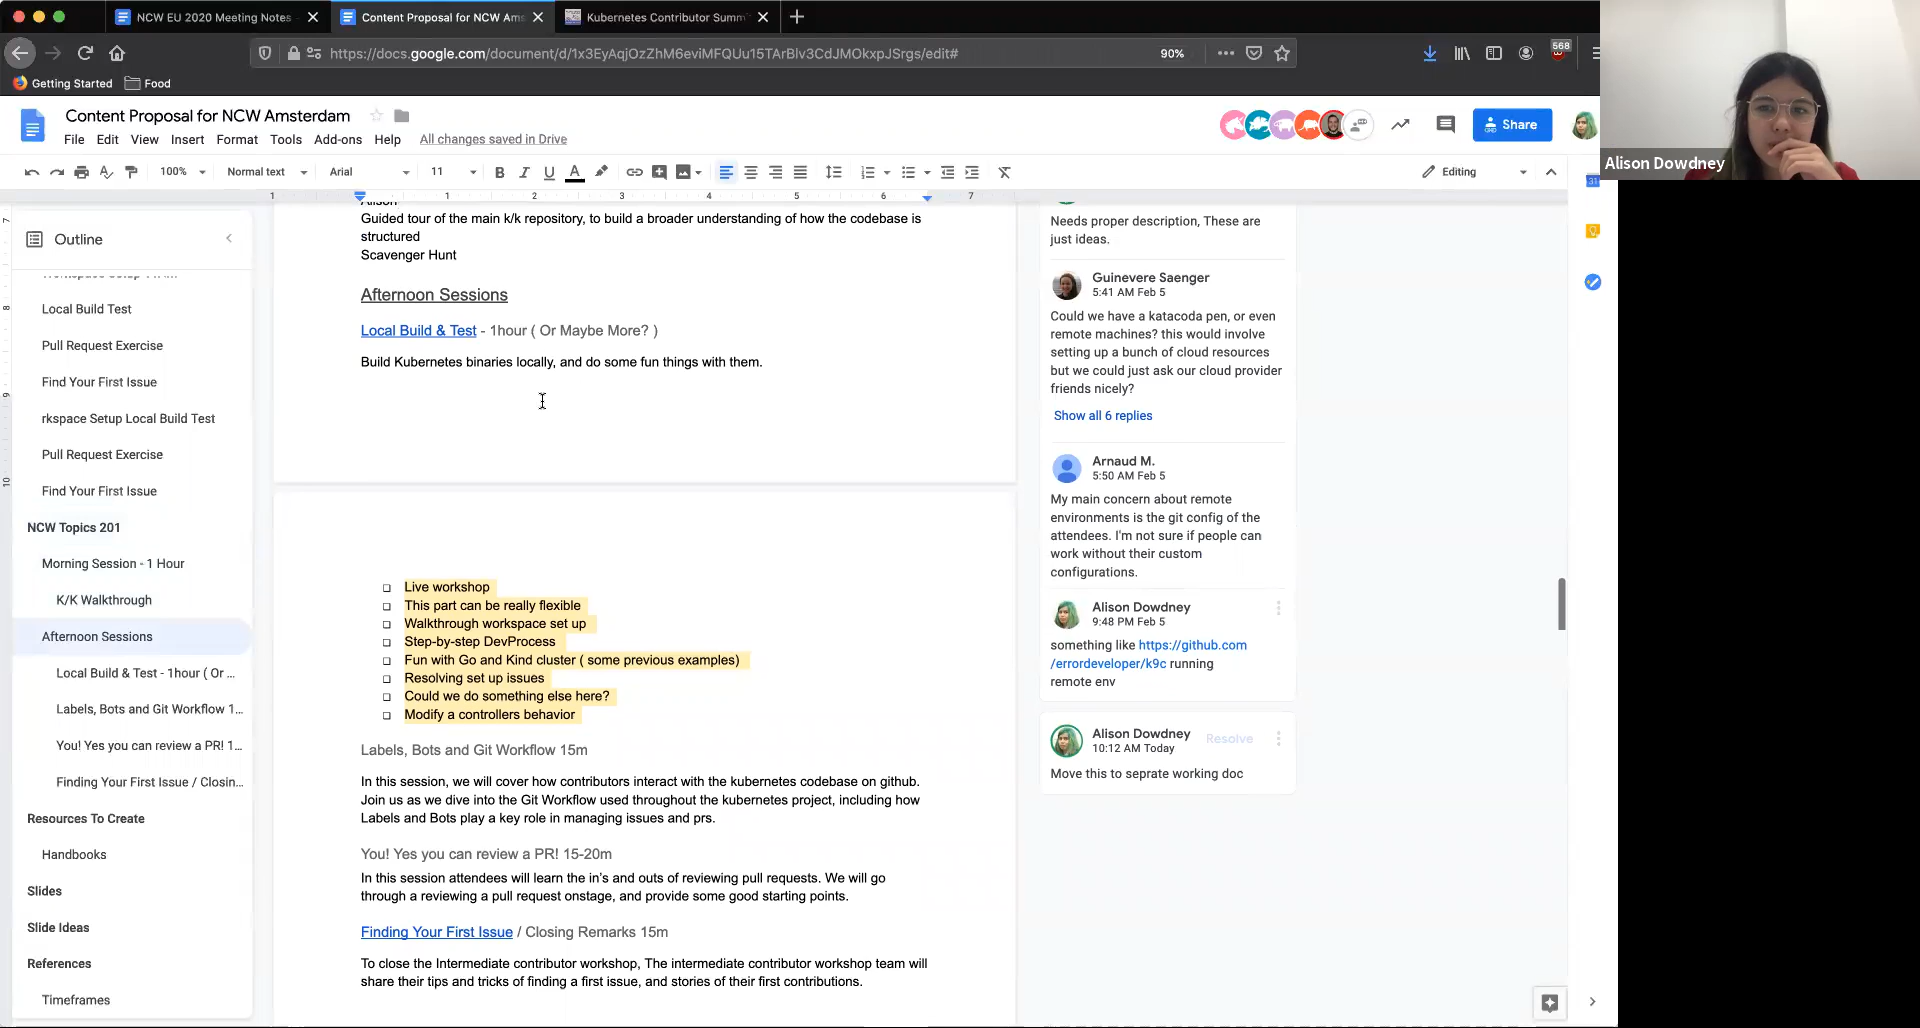 NCW EU 2020 Meeting Notes
Content Proposal for NCW Ams
Kubernetes Contributor Summ
https://docs.google.com/document/d/1x3EyAqjOzZhM6eviMFQUu15TArBlv3CdJMOkxpJSrgs/edit#
90%
568
Getting Started
Food
Alison Dowdney
Content Proposal for NCW Amsterdam
Share
File Edit View Insert Format Tools Add-ons Help All changes saved in Drive
100% Normal text Arial 11 B I U A Editing
1 1 2 3 4 5 6 7
7
8
9
10
31
Outline
Local Build Test
Pull Request Exercise
Find Your First Issue
rkspace Setup Local Build Test
Pull Request Exercise
Find Your First Issue
NCW Topics 201
Morning Session - 1 Hour
K/K Walkthrough
Afternoon Sessions
Local Build & Test - 1hour ( Or ...
Labels, Bots and Git Workflow 1...
You! Yes you can review a PR! 1...
Finding Your First Issue / Closin...
Resources To Create
Handbooks
Slides
Slide Ideas
References
Timeframes
Alison
Guided tour of the main k/k repository, to build a broader understanding of how the codebase is
structured
Scavenger Hunt
Afternoon Sessions
Local Build & Test - 1hour ( Or Maybe More? )
Build Kubernetes binaries locally, and do some fun things with them.
Live workshop
This part can be really flexible
Walkthrough workspace set up
Step-by-step DevProcess
Fun with Go and Kind cluster ( some previous examples)
Resolving set up issues
Could we do something else here?
Modify a controllers behavior
Labels, Bots and Git Workflow 15m
In this session, we will cover how contributors interact with the kubernetes codebase on github.
Join us as we dive into the Git Workflow used throughout the kubernetes project, including how
Labels and Bots play a key role in managing issues and prs.
You! Yes you can review a PR! 15-20m
In this session attendees will learn the in's and outs of reviewing pull requests. We will go
through a reviewing a pull request onstage, and provide some good starting points.
Finding Your First Issue / Closing Remarks 15m
To close the Intermediate contributor workshop, The intermediate contributor workshop team will
share their tips and tricks of finding a first issue, and stories of their first contributions.
Needs proper description, These are
just ideas.
Guinevere Saenger
5:41 AM Feb 5
Could we have a katacoda pen, or even
remote machines? this would involve
setting up a bunch of cloud resources
but we could just ask our cloud provider
friends nicely?
Show all 6 replies
Arnaud M.
5:50 AM Feb 5
My main concern about remote
environments is the git config of the
attendees. I'm not sure if people can
work without their custom
configurations.
Alison Dowdney
9:48 PM Feb 5
something like https://github.com
/errordeveloper/k9c running
remote env
Alison Dowdney
Resolve
10:12 AM Today
Move this to seprate working doc